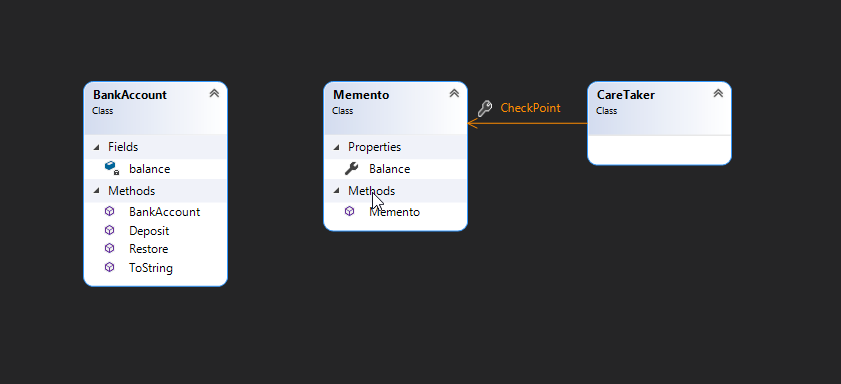 BankAccount
Class
Fields
balance
Methods
BankAccount
Deposit
Restore
ToString
Memento
Class
Properties
Balance
Methods
Memento
CheckPoint
CareTaker
Class